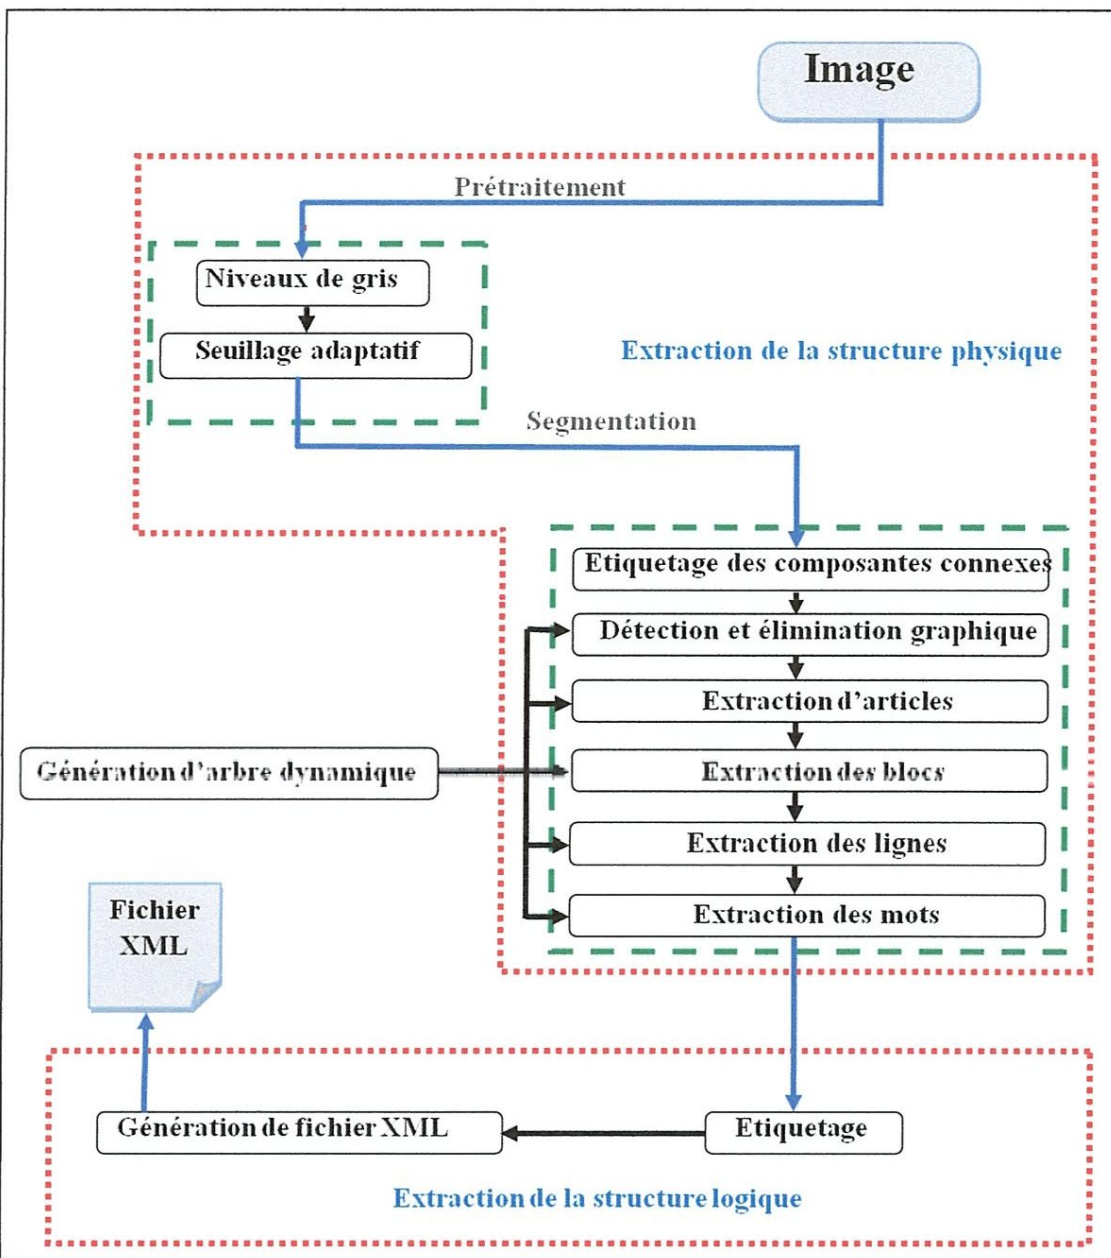 Image
Prétraitement
Niveaux de gris
Seuillage adaptatif
Extraction de la structure physique
Segmentation
Etiquetage des composantes connexes
Détection et élimination graphique
Extraction d'articles
Génération d'arbre dynamique
Extraction des blocs
Extraction des lignes
Extraction des mots
Fichier
XML
Génération de fichier XML
Etiquetage
Extraction de la structure logique